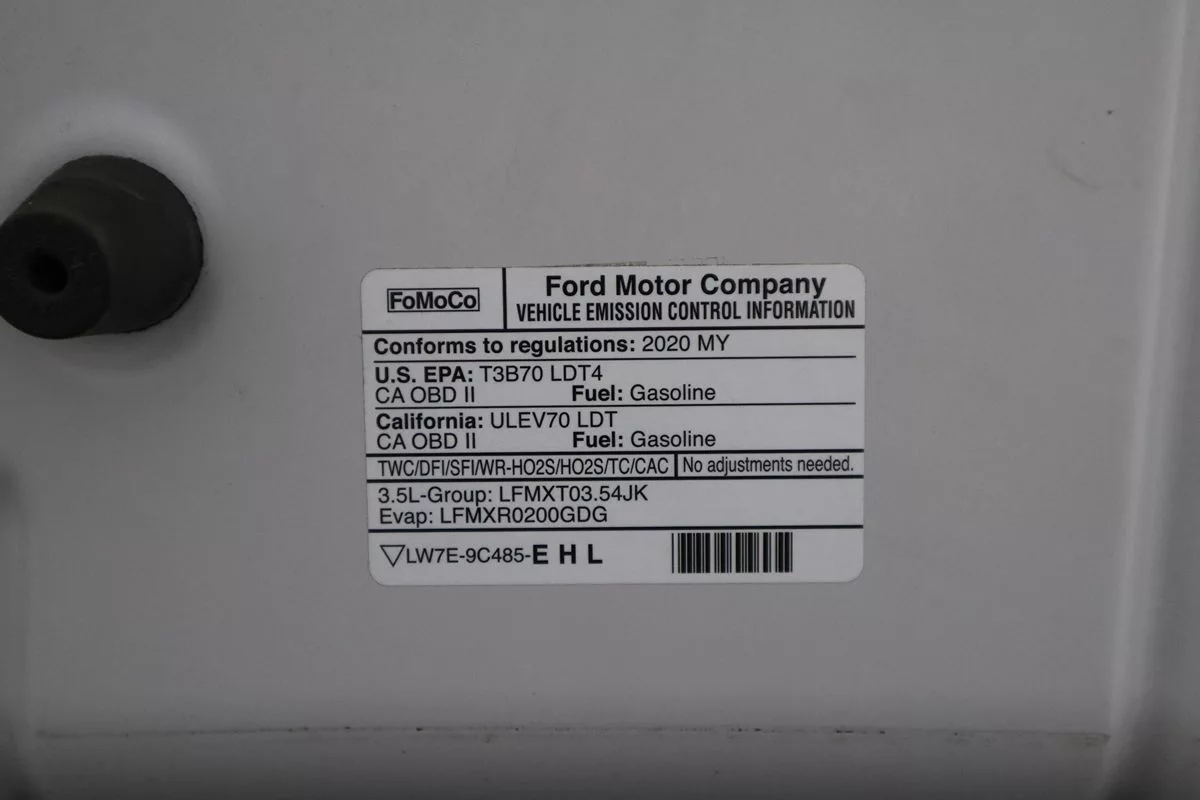 FoMoCo
Ford Motor Company
VEHICLE EMISSION CONTROL INFORMATION
Conforms to regulations: 2020 MY
U.S. EPA: T3B70 LDT4
CA OBD II Fuel: Gasoline
California: ULEV70 LDT
CA OBD II Fuel: Gasoline
TWC/DFI/SFI/WR-HO2S/HO2S/TC/CAC No adjustments needed.
3.5L-Group: LFMXT03.54JK
Evap: LFMXR0200GDG
▽LW7E-9C485-E H L